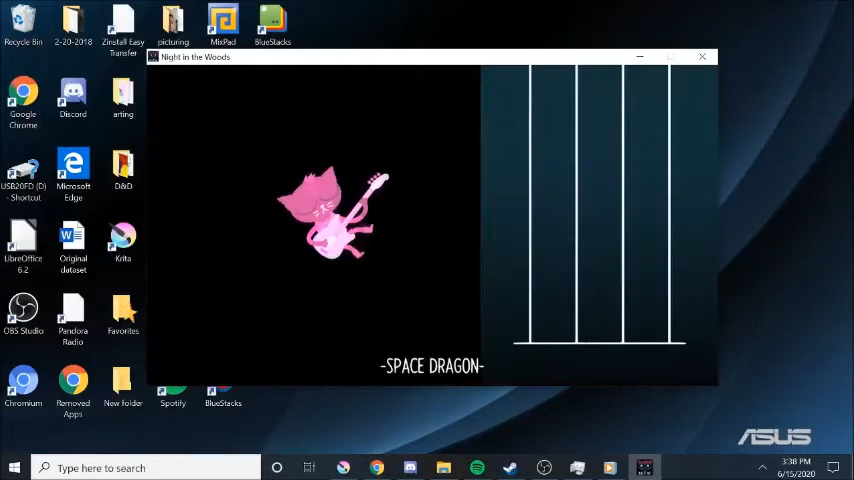 Recycle Bin
2-20-2018
Zinstall Easy
Transfer
picturing
MixPad
BlueStacks
Night in the Woods
Google
Chrome
Discord
arting
USB20FD (D)
- Shortcut
Microsoft
Edge
D&D
LibreOffice
6.2
Original
dataset
Krita
OBS Studio
Pandora
Radio
Favorites
-SPACE DRAGON-
Chromium
Removed
Apps
New folder
Spotify
BlueStacks
ASUS
Type here to search
3:38 PM
6/15/2020